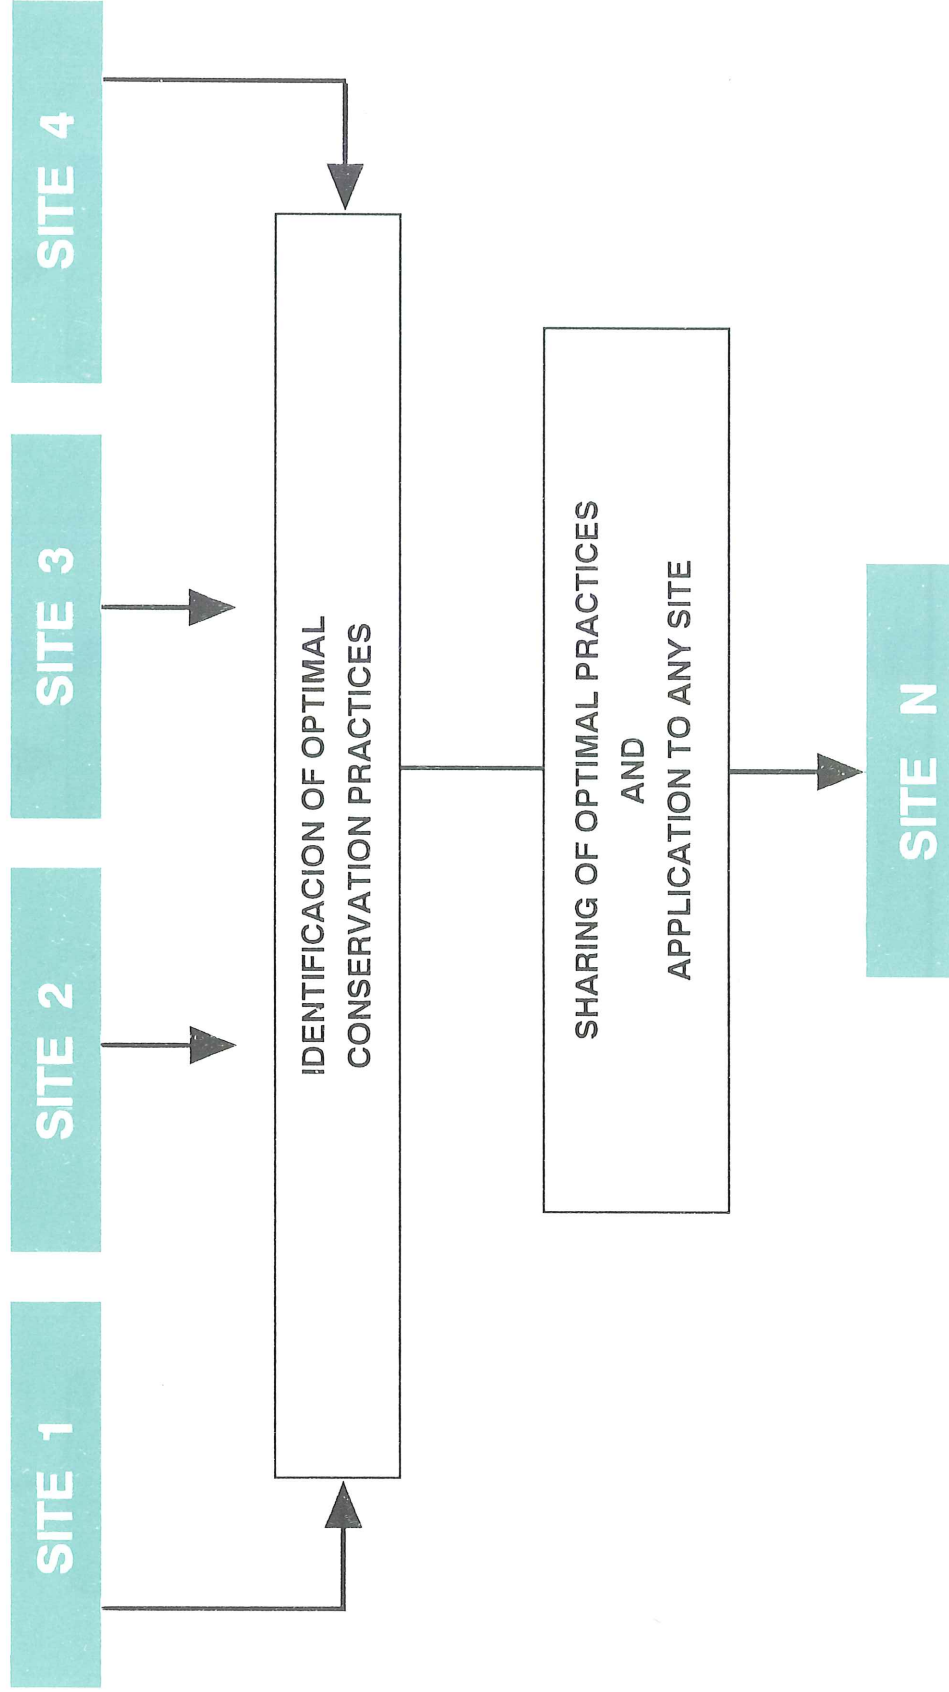 SITE 1
SITE 2
SITE 3
SITE 4
IDENTIFICACION OF OPTIMAL
CONSERVATION PRACTICES
SHARING OF OPTIMAL PRACTICES
AND
APPLICATION TO ANY SITE
SITE N